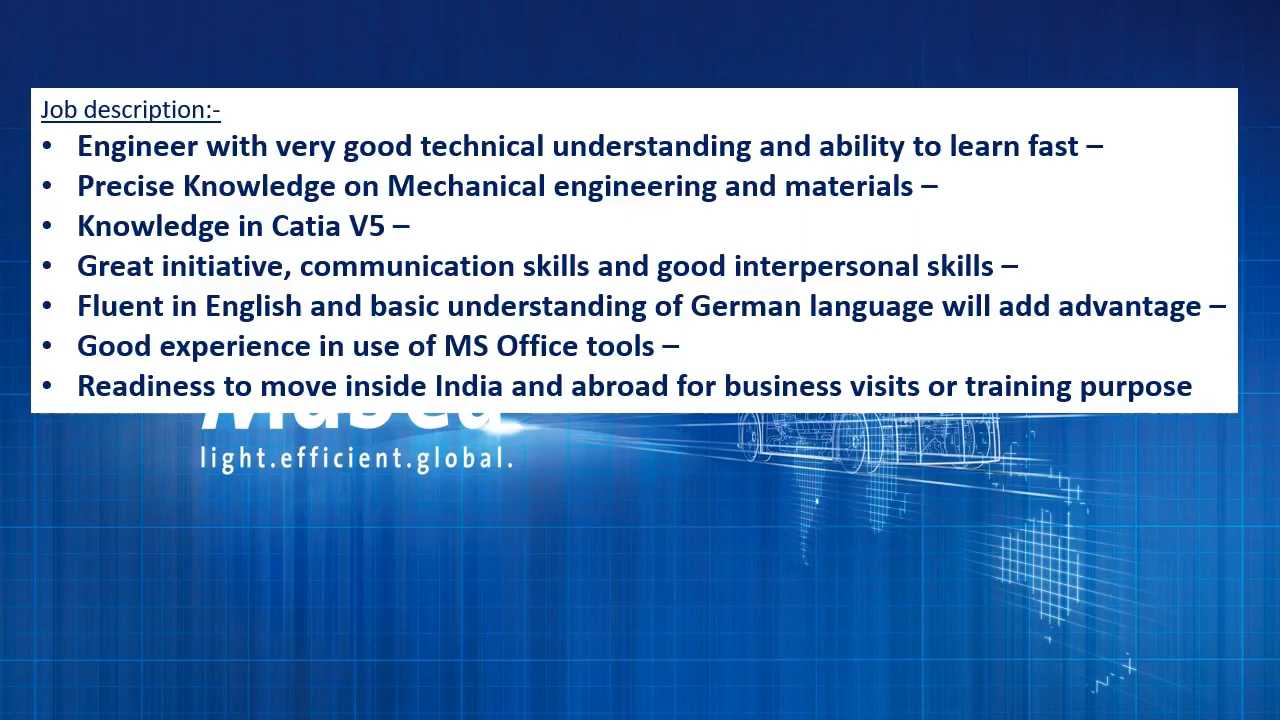 Job description:-
• Engineer with very good technical understanding and ability to learn fast –
• Precise Knowledge on Mechanical engineering and materials –
• Knowledge in Catia V5 –
• Great initiative, communication skills and good interpersonal skills –
• Fluent in English and basic understanding of German language will add advantage –
• Good experience in use of MS Office tools –
• Readiness to move inside India and abroad for business visits or training purpose
light.efficient.global.